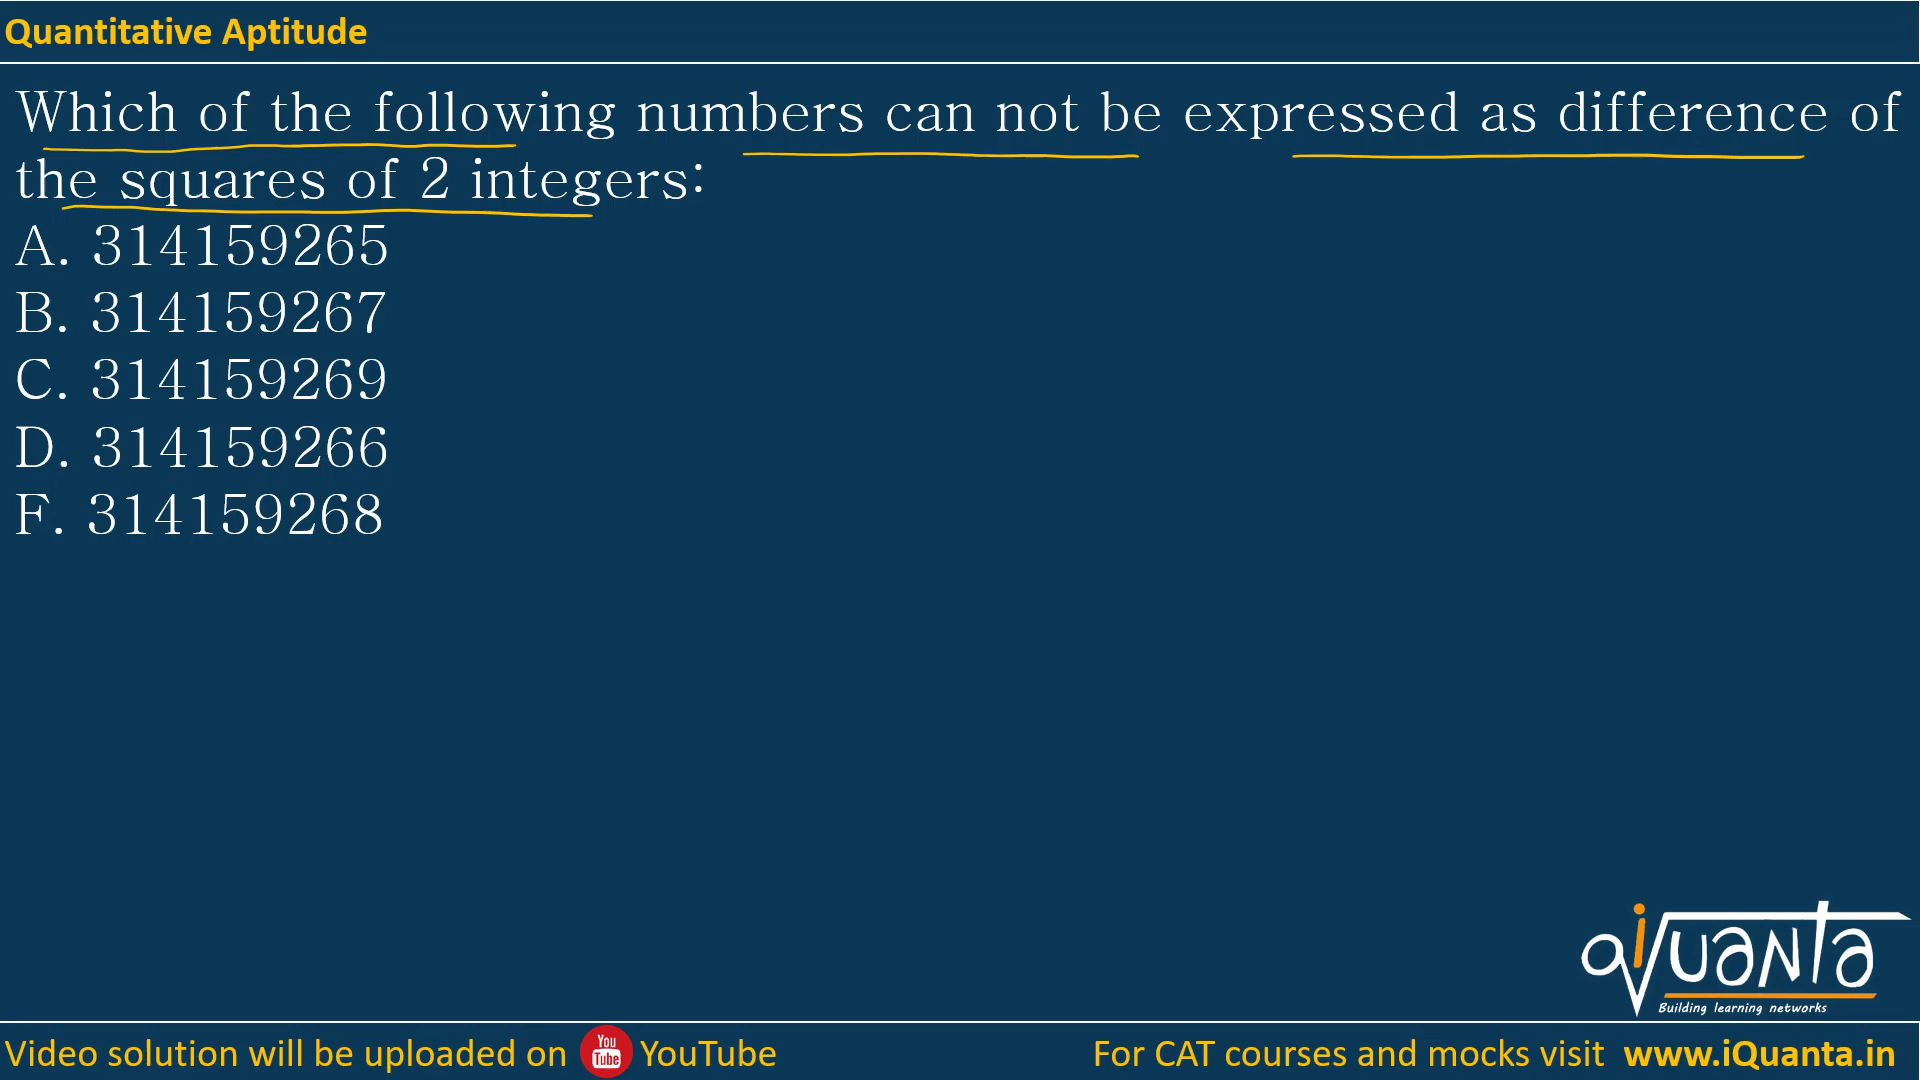 Quantitative Aptitude
Which of the following numbers can not be expressed as difference of
the squares of 2 integers:
A. 314159265
B. 314159267
C. 314159269
D. 314159266
F. 314159268
iQuanta
Building learning networks
Video solution will be uploaded on You Tube YouTube
For CAT courses and mocks visit www.iQuanta.in